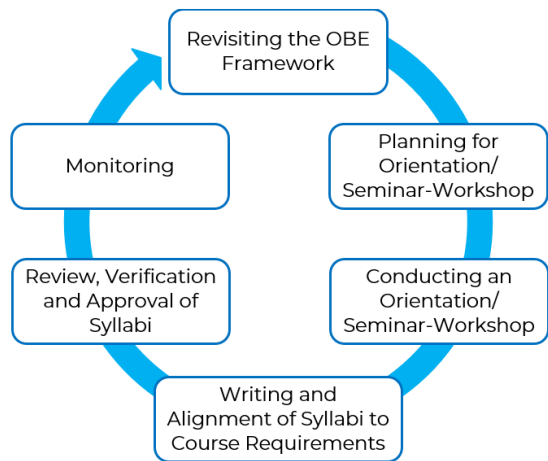 Revisiting the OBE
Framework
Planning for
Orientation/
Seminar-Workshop
Conducting an
Orientation/
Seminar-Workshop
Writing and
Alignment of Syllabi to
Course Requirements
Review, Verification
and Approval of
Syllabi
Monitoring